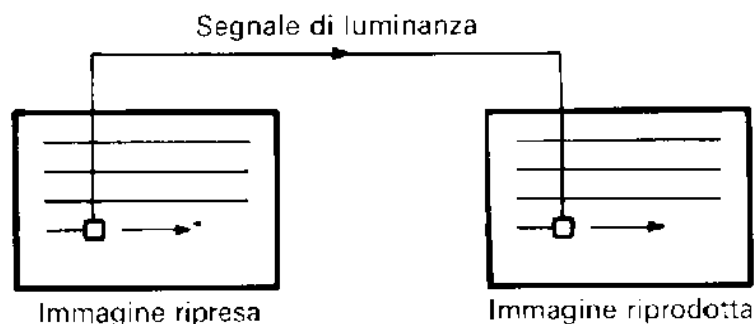 Segnale di luminanza
Immagine ripresa
Immagine riprodotta